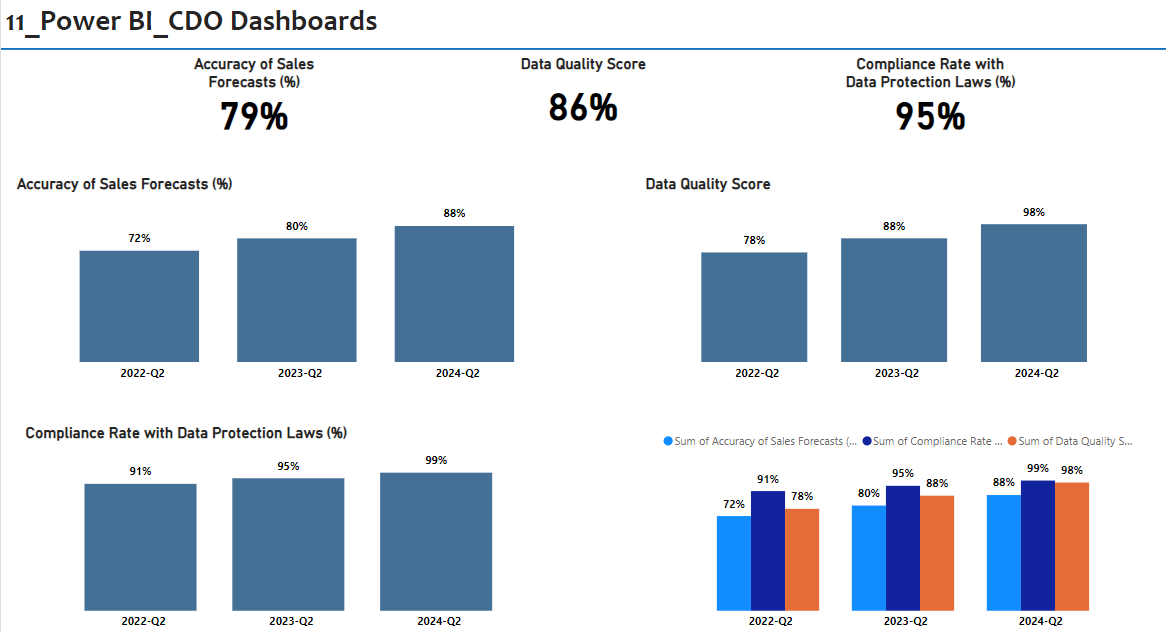 11_Power BI_CDO Dashboards
Accuracy of Sales
Forecasts (%)
79%
Data Quality Score
86%
Compliance Rate with
Data Protection Laws (%)
95%
Accuracy of Sales Forecasts (%)
72%
80%
88%
2022-Q2
2023-Q2
2024-Q2
Data Quality Score
78%
88%
98%
2022-Q2
2023-Q2
2024-Q2
Compliance Rate with Data Protection Laws (%)
91%
95%
99%
2022-Q2
2023-Q2
2024-Q2
Sum of Accuracy of Sales Forecasts (... Sum of Compliance Rate ... Sum of Data Quality S...
72%
91%
78%
80%
95%
88%
88%
99%
98%
2022-Q2
2023-Q2
2024-Q2